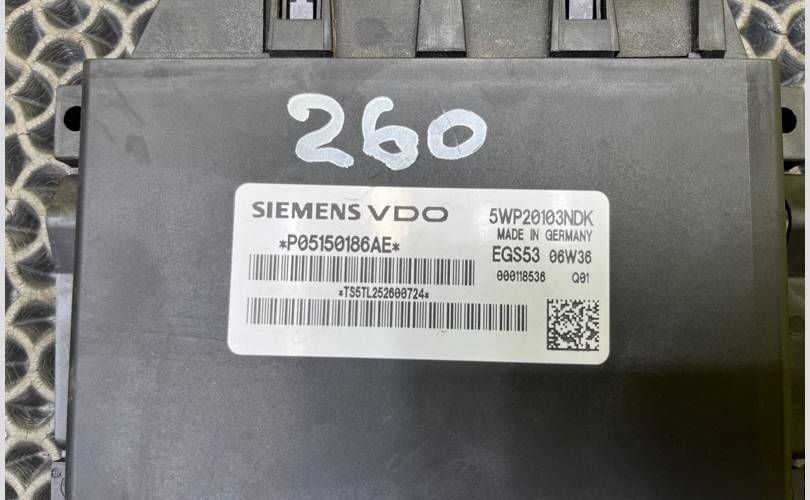 260
SIEMENS VDO
*P05150186AE*
*TS5TL252600724*
5WP20103NDK
MADE IN GERMANY
EGS53 06W36
000118536 Q01